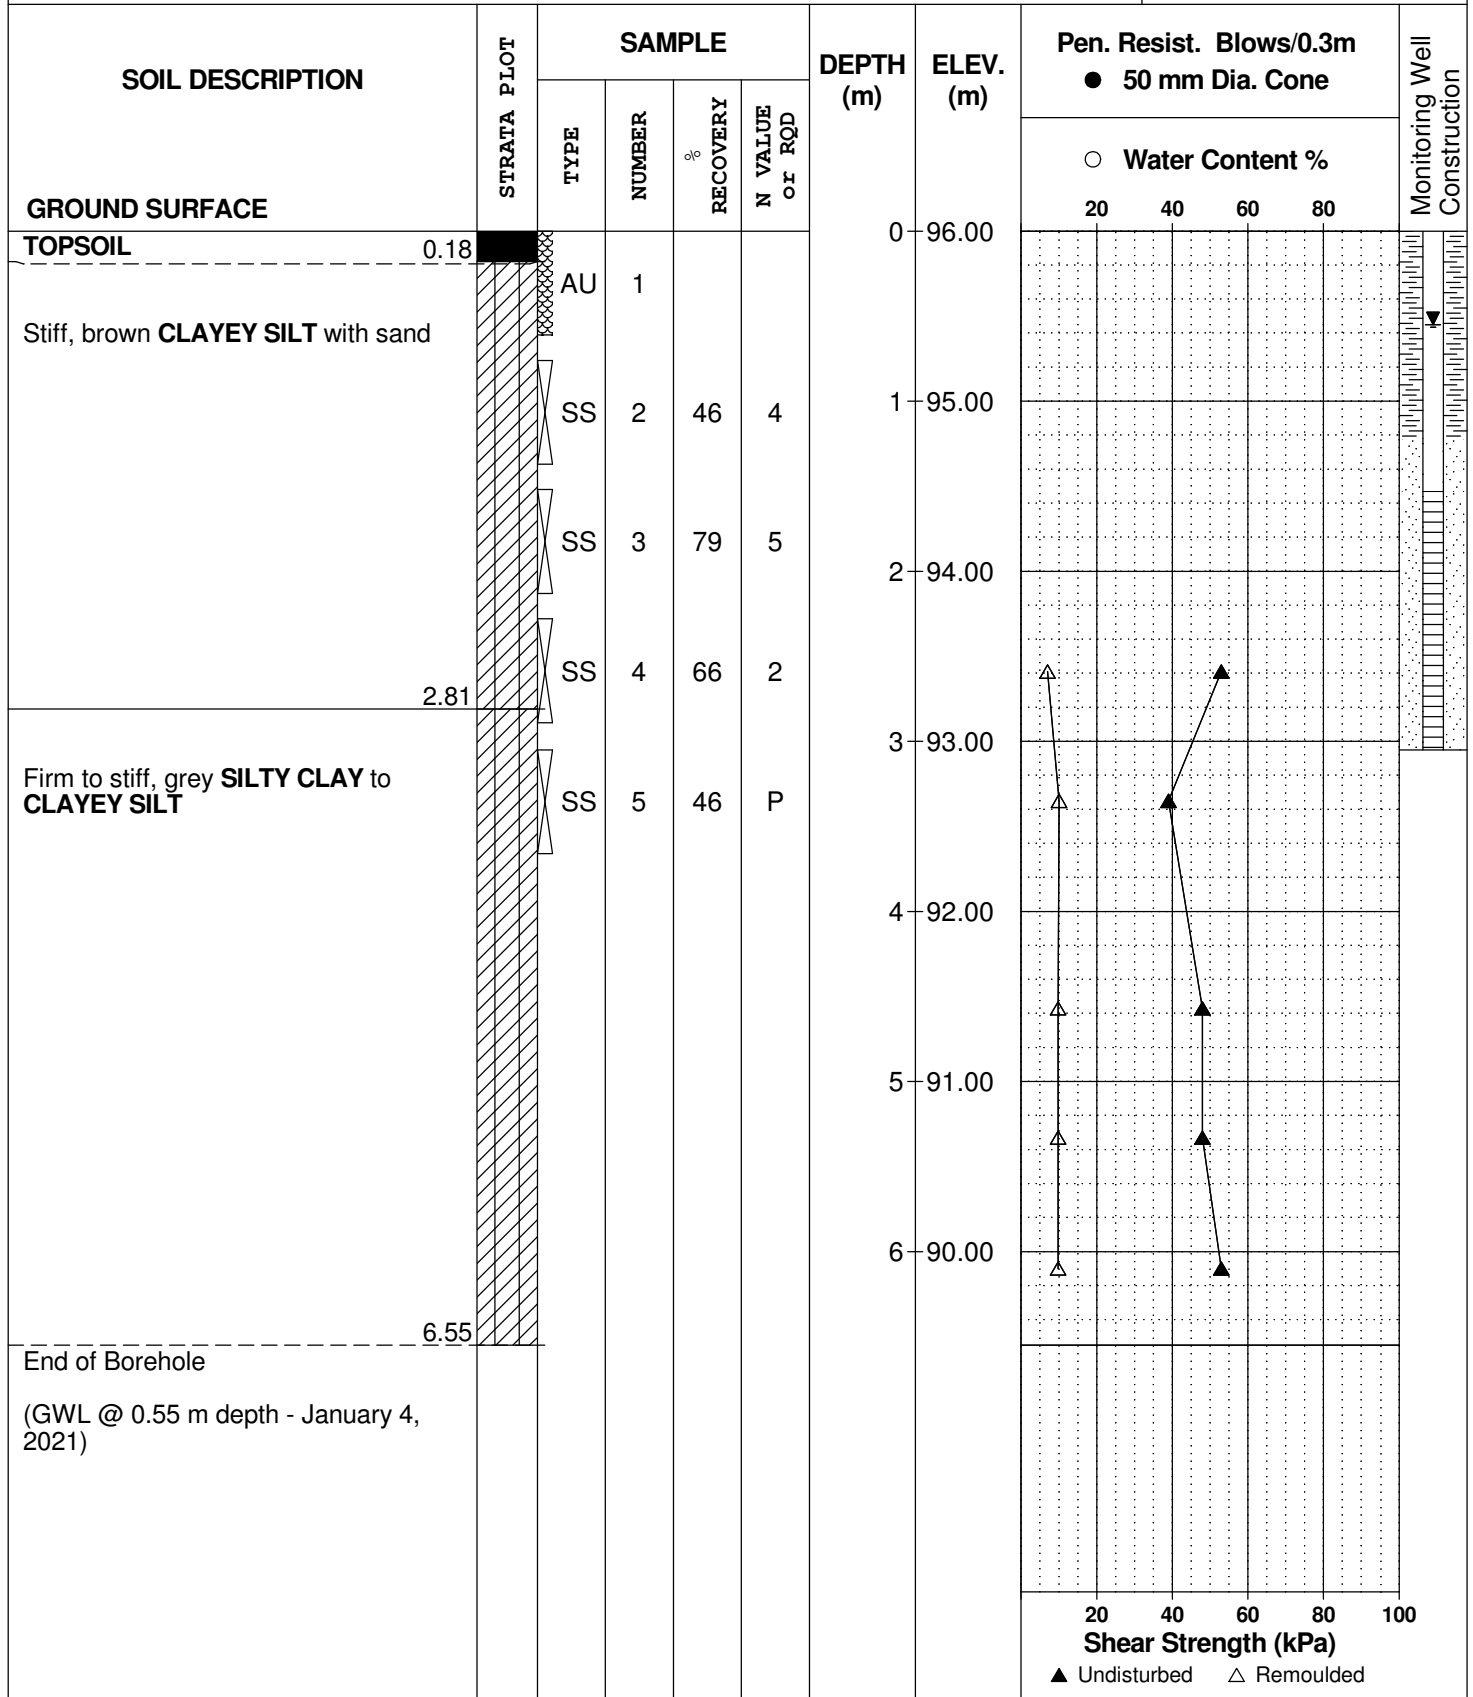 SOIL DESCRIPTION
GROUND SURFACE
STRATA PLOT
SAMPLE
TYPE
NUMBER
%
RECOVERY
N VALUE
or RQD
DEPTH
(m)
ELEV.
(m)
Pen. Resist. Blows/0.3m
● 50 mm Dia. Cone
○ Water Content %
20 40 60 80
Monitoring Well
Construction
TOPSOIL 0.18
0 96.00
AU 1
Stiff, brown CLAYEY SILT with sand
SS 2 46 4
1 95.00
SS 3 79 5
2 94.00
SS 4 66 2
2.81
3 93.00
Firm to stiff, grey SILTY CLAY to
CLAYEY SILT
SS 5 46 P
4 92.00
5 91.00
6 90.00
6.55
End of Borehole
(GWL @ 0.55 m depth - January 4,
2021)
20 40 60 80 100
Shear Strength (kPa)
▲ Undisturbed △ Remoulded